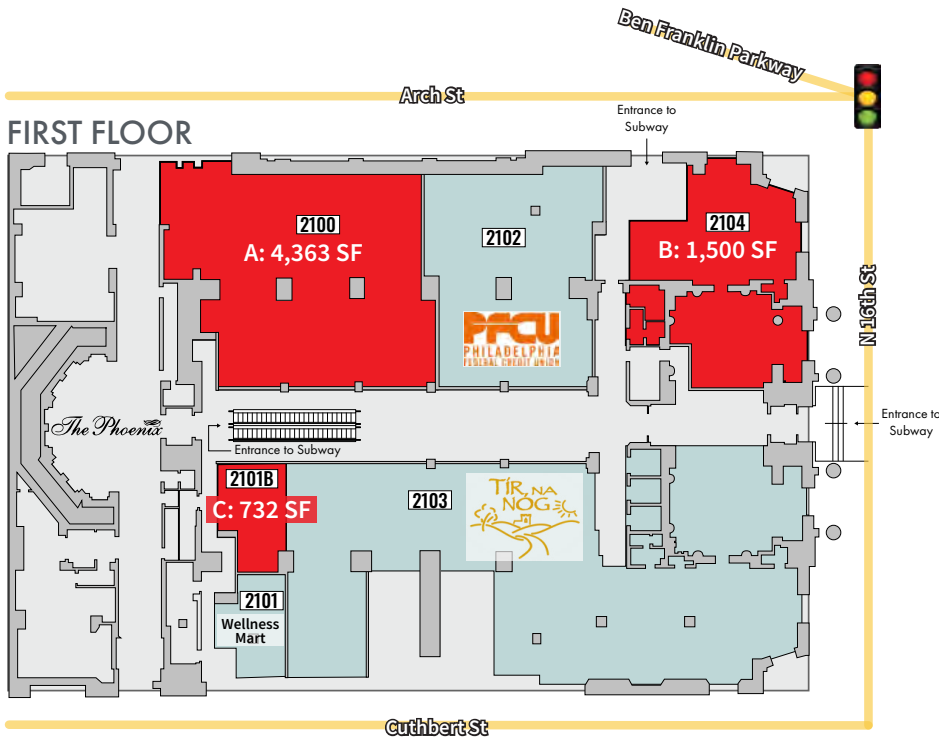 Ben Franklin Parkway
Arch St
Entrance to
Subway
FIRST FLOOR
2100
A: 4,363 SF
2102
2104
B: 1,500 SF
N 16th St
PFCU
PHILADELPHIA
FEDERAL CREDIT UNION
The Phoenix
Entrance to Subway
Entrance to
Subway
2101B
C: 732 SF
2103
TÍR NA
NÓG
2101
Wellness
Mart
Cuthbert St